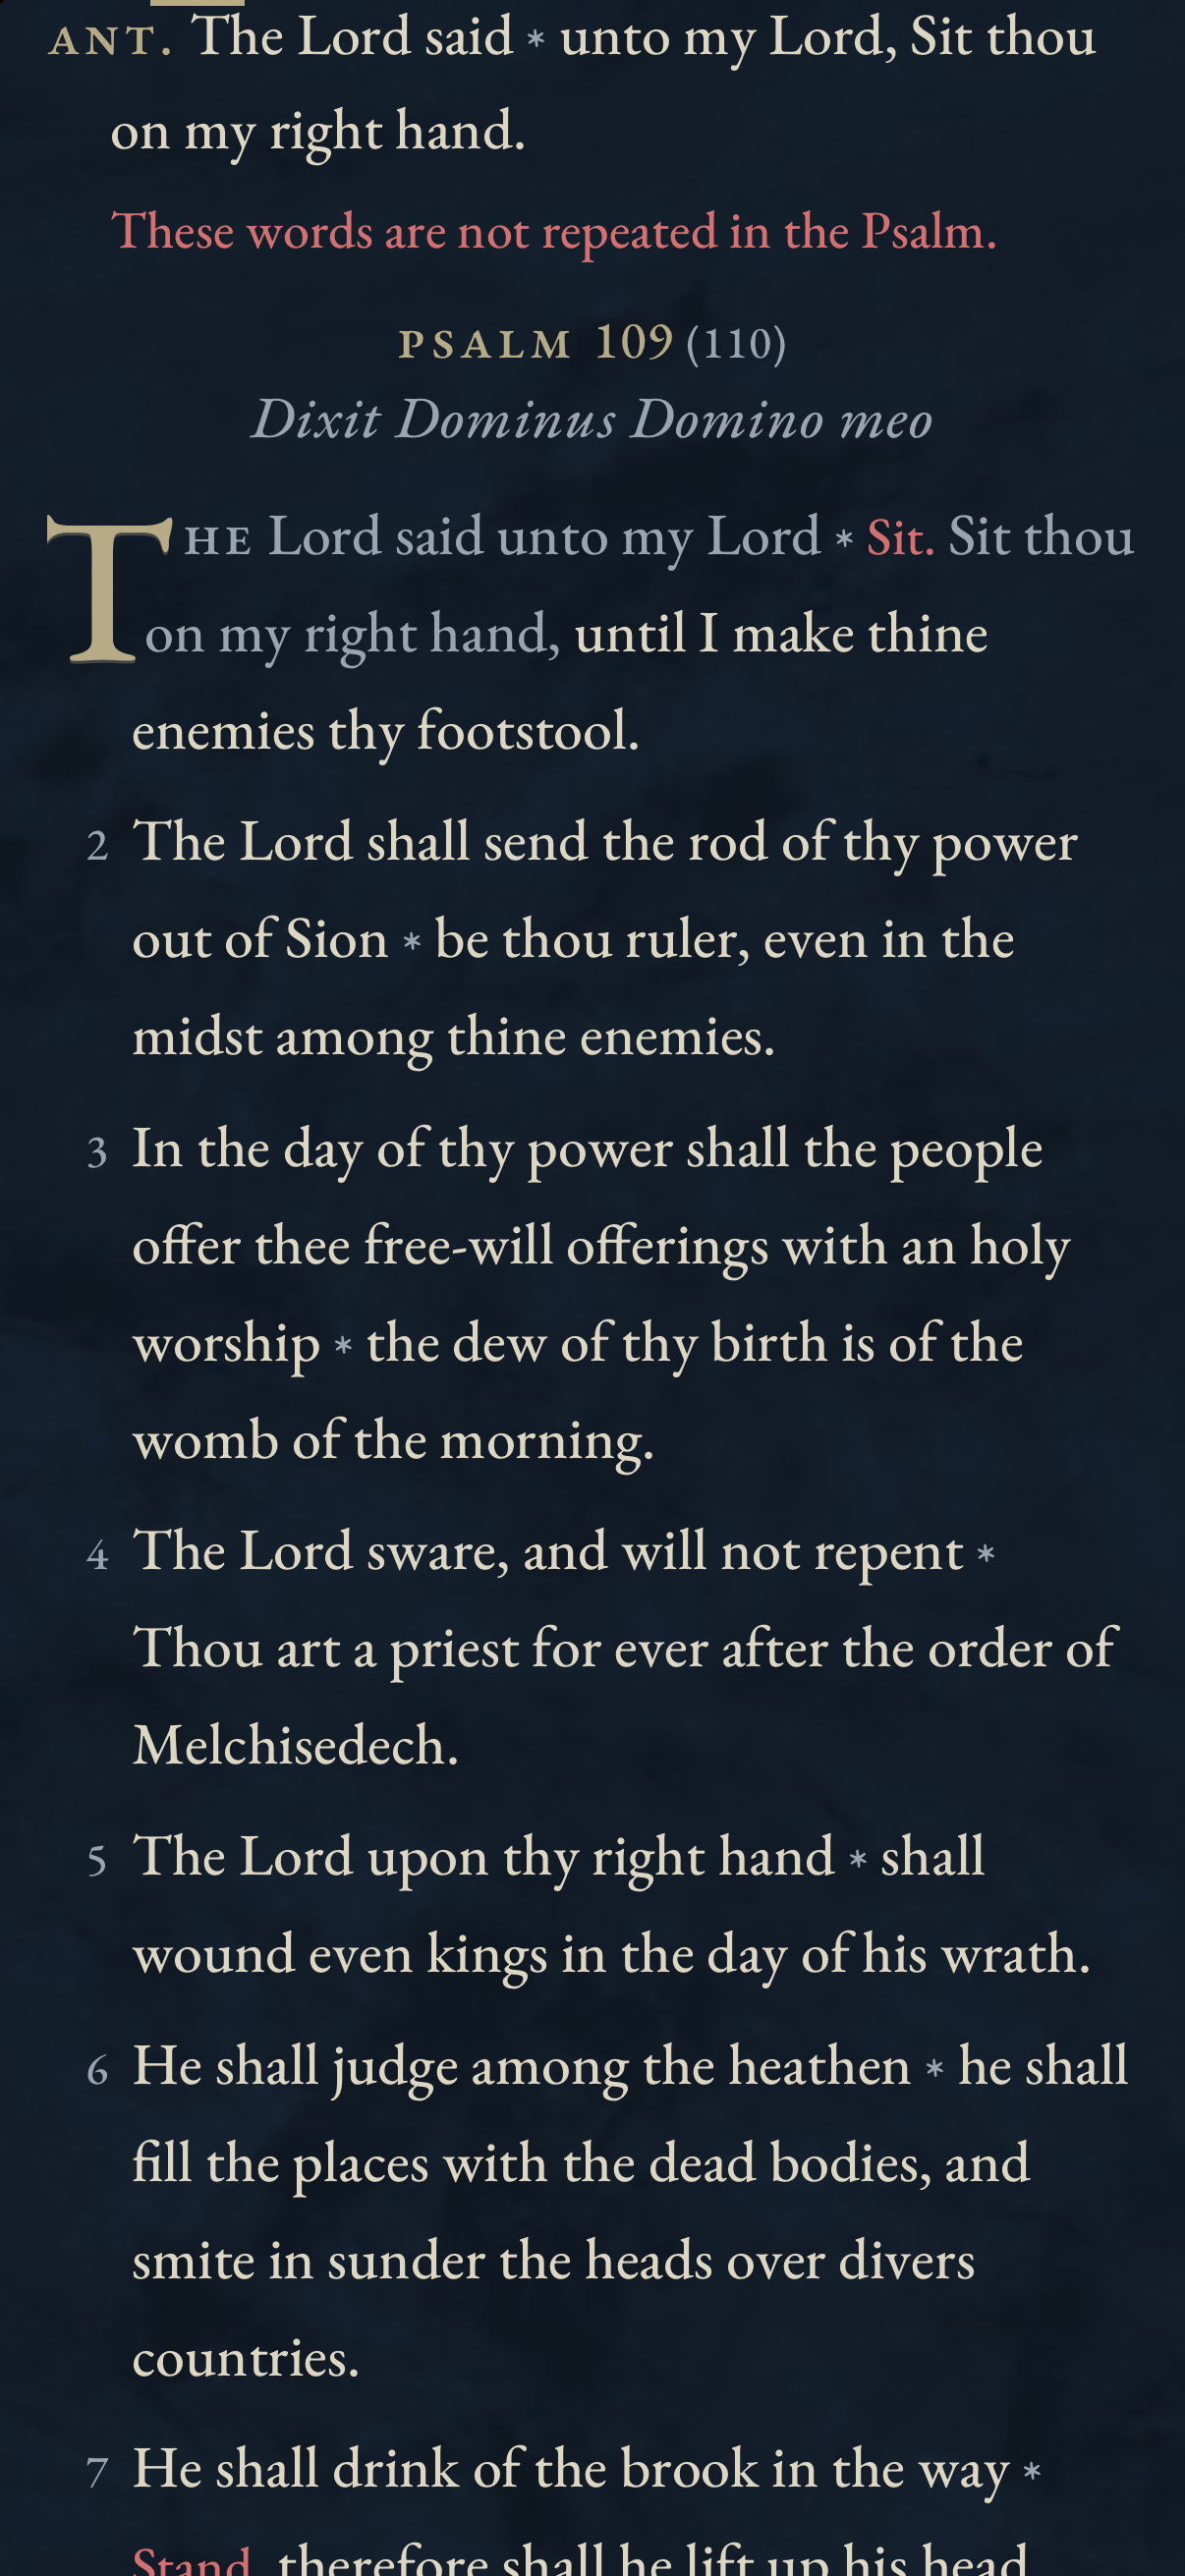 ANT. The Lord said * unto my Lord, Sit thou
on my right hand.
These words are not repeated in the Psalm.
PSALM 109 (110)
Dixit Dominus Domino meo
THE Lord said unto my Lord * Sit. Sit thou
on my right hand, until I make thine
enemies thy footstool.
2 The Lord shall send the rod of thy power
out of Sion * be thou ruler, even in the
midst among thine enemies.
3 In the day of thy power shall the people
offer thee free-will offerings with an holy
worship * the dew of thy birth is of the
womb of the morning.
4 The Lord sware, and will not repent *
Thou art a priest for ever after the order of
Melchisedech.
5 The Lord upon thy right hand * shall
wound even kings in the day of his wrath.
6 He shall judge among the heathen * he shall
fill the places with the dead bodies, and
smite in sunder the heads over divers
countries.
7 He shall drink of the brook in the way *
Stand. therefore shall he lift up his head.